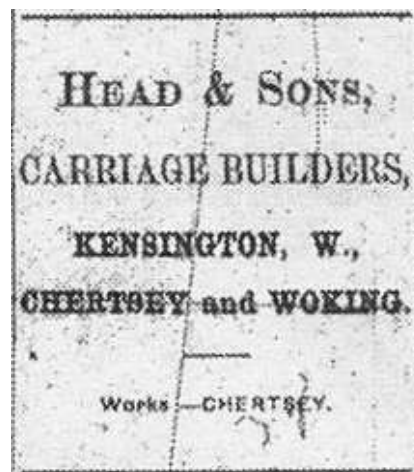 HEAD & SONS,
CARRIAGE BUILDERS,
KENSINGTON, W.,
CHERTSEY and WOKING.
Works :—CHERTSEY.